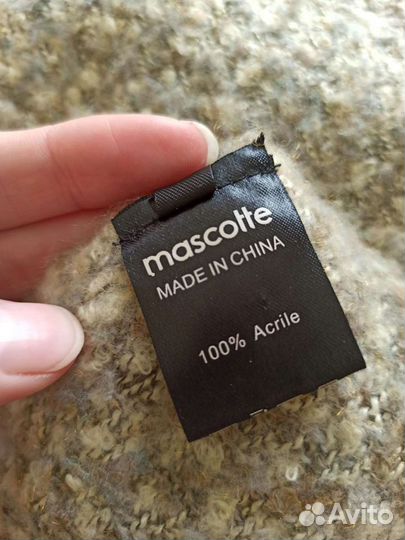 mascotte
MADE IN CHINA
100% Acrile
Avito